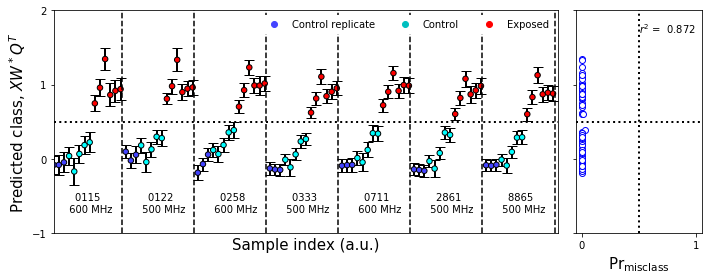 2
1
0
−1
Predicted class, XW*Q^T
Control replicate
Control
Exposed
0115
600 MHz
0122
500 MHz
0258
600 MHz
0333
500 MHz
0711
600 MHz
2861
500 MHz
8865
500 MHz
Sample index (a.u.)
r² = 0.872
0
1
Pr_misclass